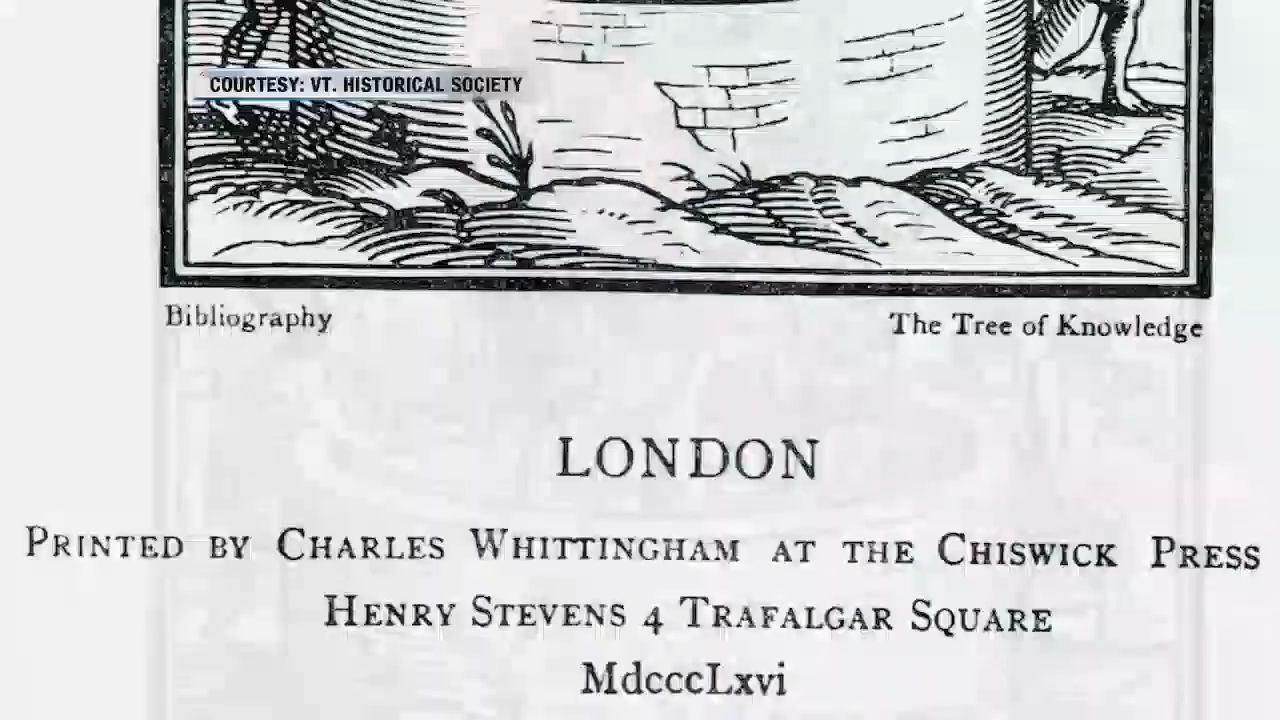 COURTESY: VT. HISTORICAL SOCIETY
Bibliography
The Tree of Knowledge
LONDON
PRINTED BY CHARLES WHITTINGHAM AT THE CHISWICK PRESS
HENRY STEVENS 4 TRAFALGAR SQUARE
MdcccLxvi